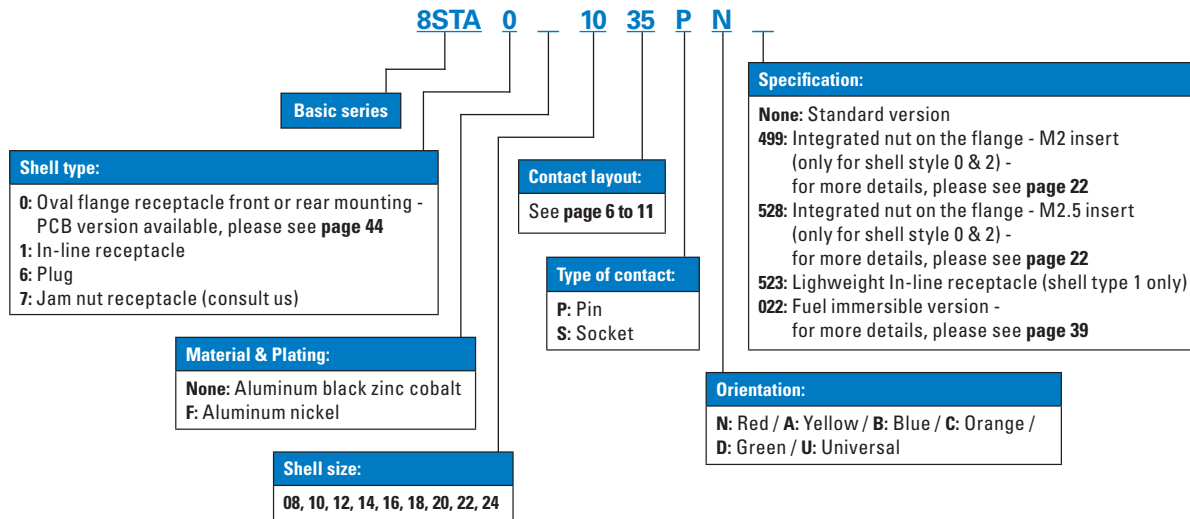 8STA 0 _ 10 35 P N _
Basic series
Shell type:
0: Oval flange receptacle front or rear mounting -
PCB version available, please see page 44
1: In-line receptacle
6: Plug
7: Jam nut receptacle (consult us)
Material & Plating:
None: Aluminum black zinc cobalt
F: Aluminum nickel
Shell size:
08, 10, 12, 14, 16, 18, 20, 22, 24
Contact layout:
See page 6 to 11
Type of contact:
P: Pin
S: Socket
Orientation:
N: Red / A: Yellow / B: Blue / C: Orange /
D: Green / U: Universal
Specification:
None: Standard version
499: Integrated nut on the flange - M2 insert
(only for shell style 0 & 2) -
for more details, please see page 22
528: Integrated nut on the flange - M2.5 insert
(only for shell style 0 & 2) -
for more details, please see page 22
523: Lighweight In-line receptacle (shell type 1 only)
022: Fuel immersible version -
for more details, please see page 39